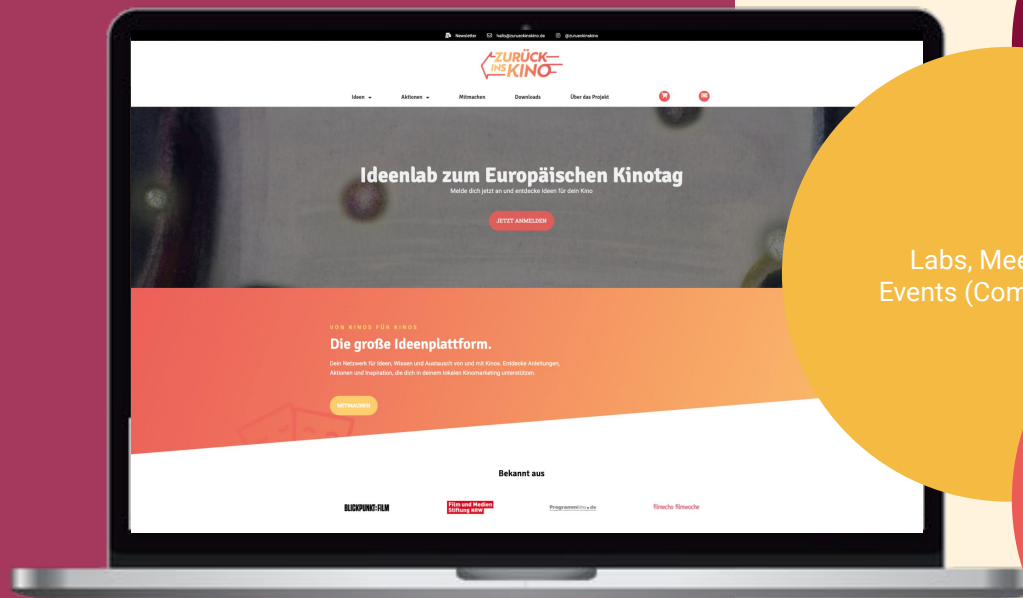 Newsletter hello@zurueckinskino.de @zurueckinskino
ZURÜCK
INS KINO
Ideen Aktionen Mitmachen Downloads Über das Projekt
Ideenlab zum Europäischen Kinotag
Melde dich jetzt an und entdecke Ideen für dein Kino
JETZT ANMELDEN
VON KINOS FÜR KINOS
Die große Ideenplattform.
Dein Netzwerk für Ideen, Wissen und Austausch von und mit Kinos. Entdecke Anleitungen,
Aktionen und Inspiration, die dich in deinem lokalen Kinomarketing unterstützen.
MITMACHEN
Bekannt aus
BLICKPUNKT:FILM
Film und Medien
Stiftung NRW
Programmkino.de
filmecho filmwoche
Labs, Mee
Events (Com